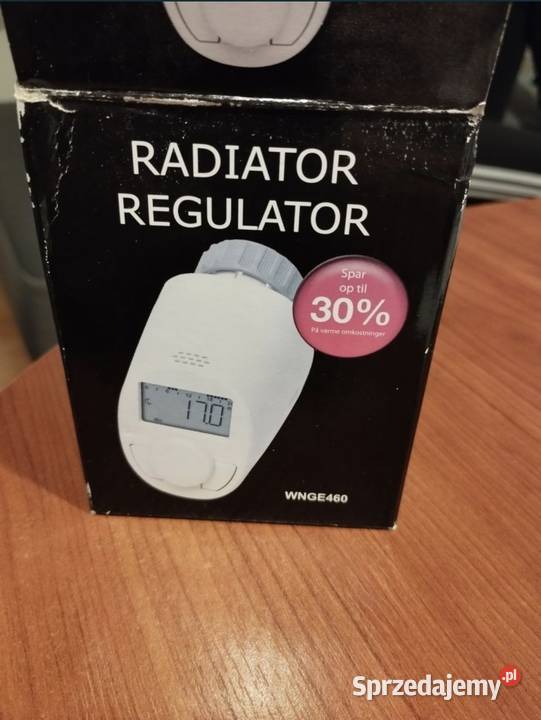 RADIATOR
REGULATOR
Spar
op til
30%
På varme omkostninger
17.0
WNGE460
Sprzedajemy.pl